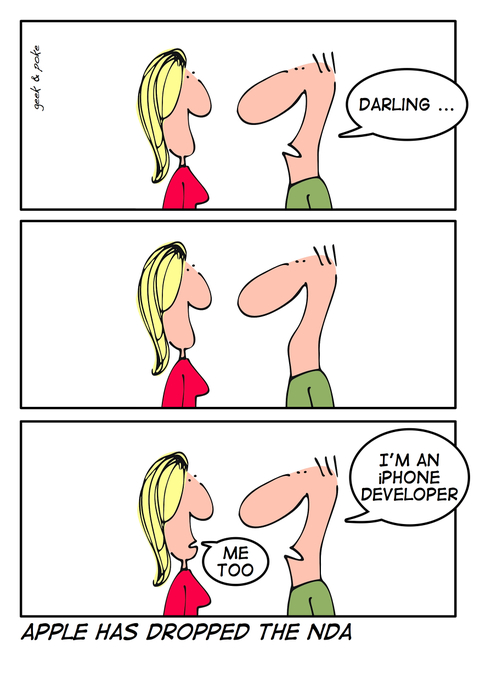 geek & poke
DARLING ...
I'M AN
iPHONE
DEVELOPER
ME
TOO
APPLE HAS DROPPED THE NDA